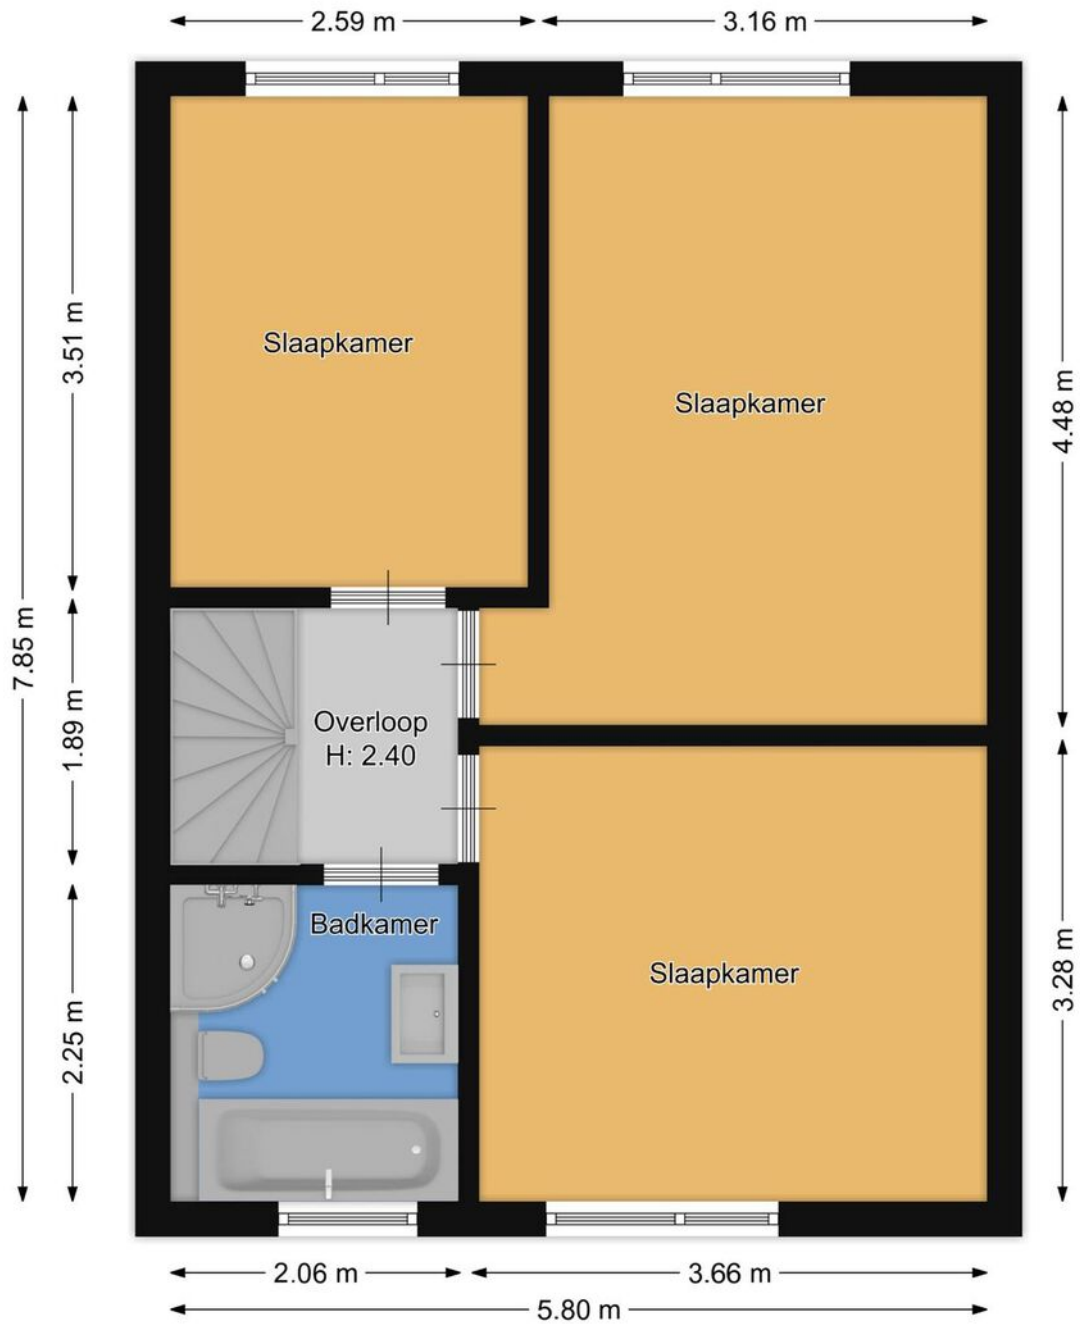 2.59 m
3.16 m
3.51 m
Slaapkamer
Slaapkamer
4.48 m
7.85 m
1.89 m
Overloop
H: 2.40
Badkamer
Slaapkamer
3.28 m
2.25 m
2.06 m
3.66 m
5.80 m